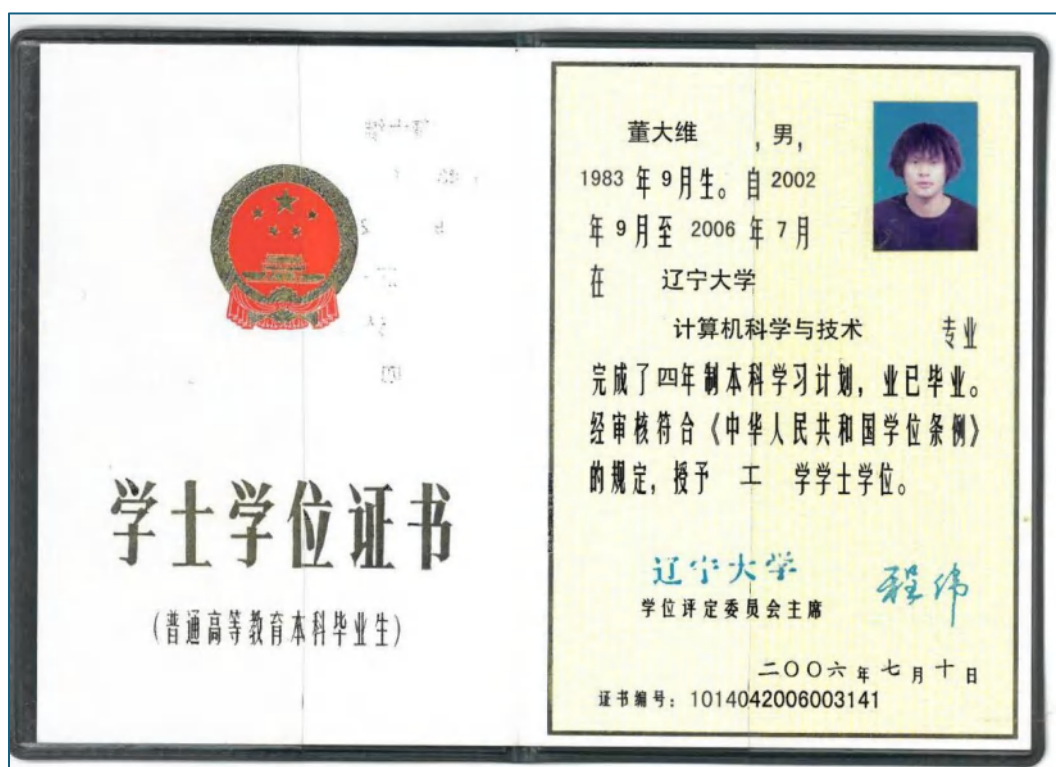 学士学位证书
(普通高等教育本科毕业生)
董大维 ,男,
1983 年 9 月生。自 2002
年 9 月至 2006 年 7 月
在 辽宁大学
计算机科学与技术 专业
完成了四年制本科学习计划,业已毕业。
经审核符合《中华人民共和国学位条例》
的规定,授予 工 学学士学位。
辽宁大学
学位评定委员会主席
程伟
二〇〇六年七月十日
证书编号:1014042006003141